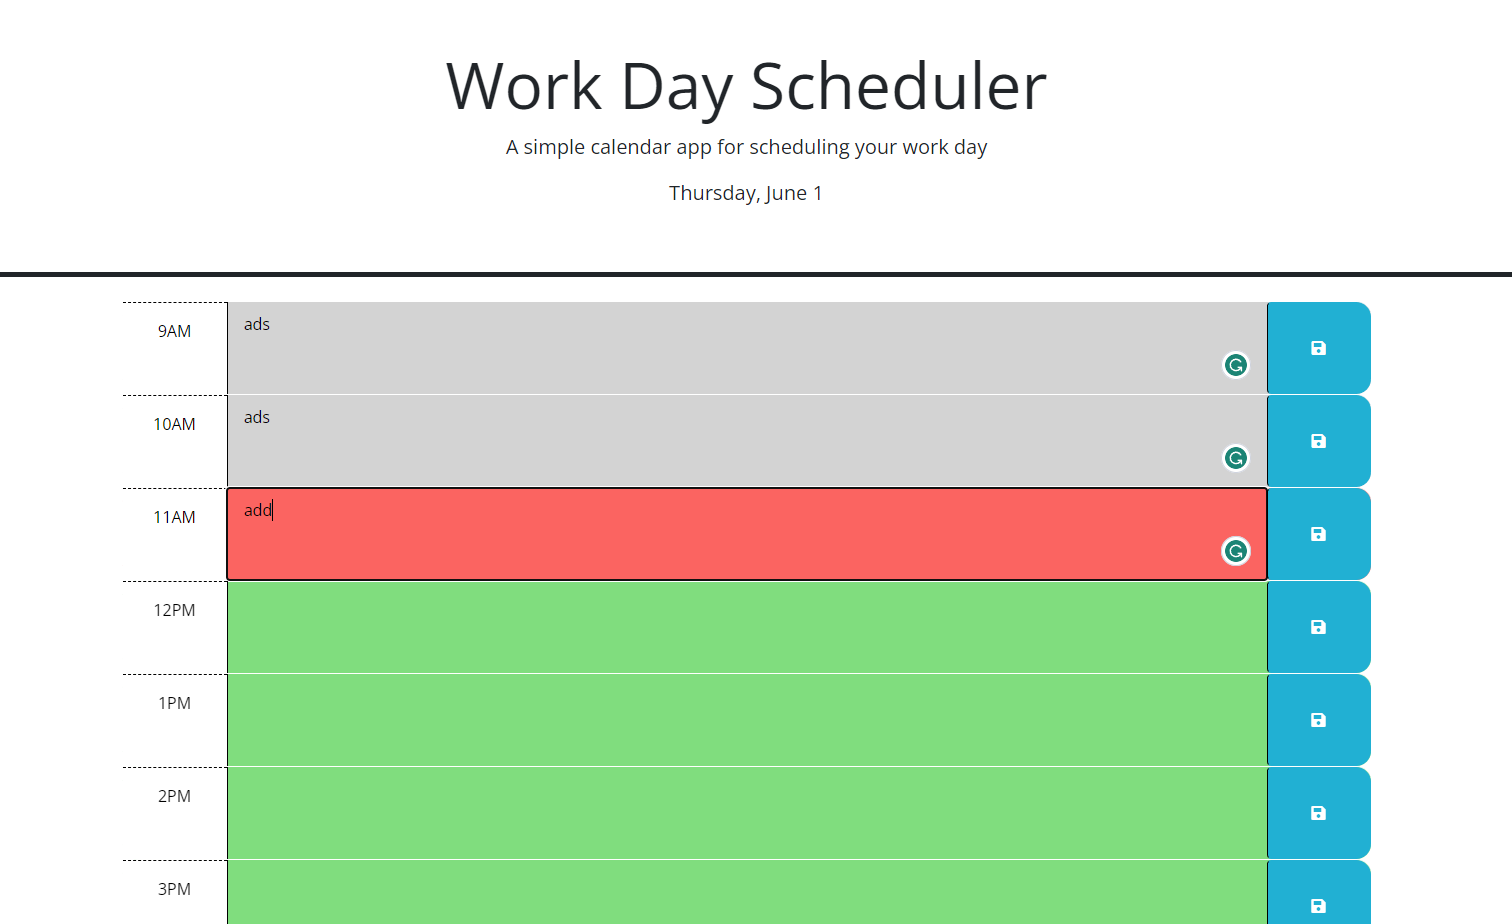 Work Day Scheduler
A simple calendar app for scheduling your work day
Thursday, June 1
9AM ads
10AM ads
11AM add
12PM
1PM
2PM
3PM